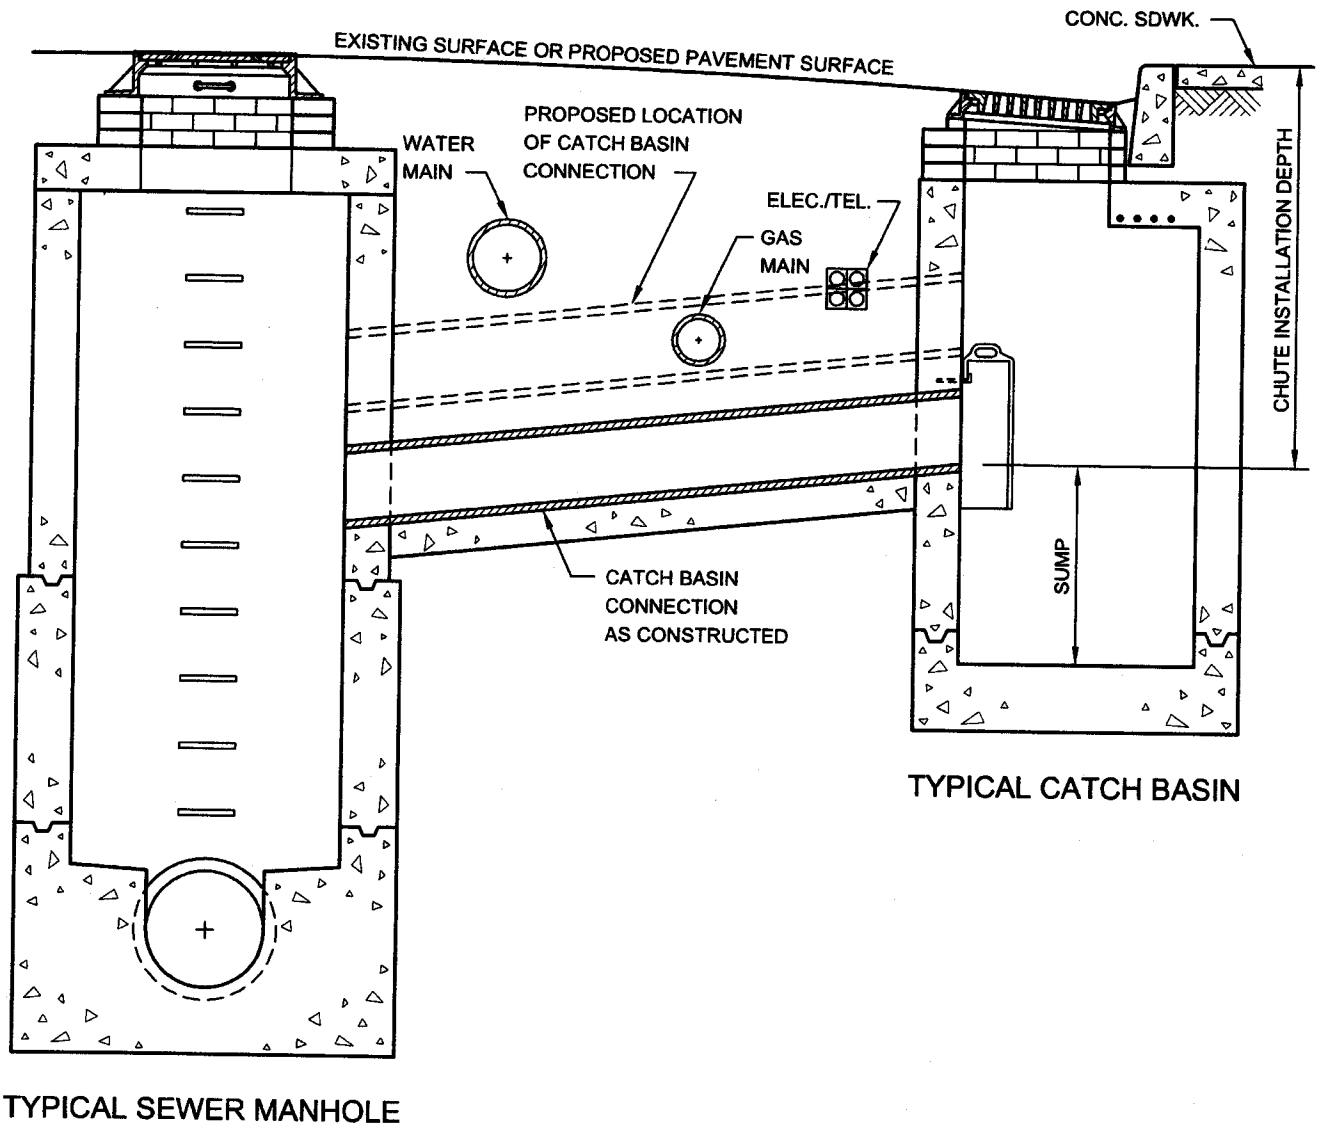 CONC. SDWK.
EXISTING SURFACE OR PROPOSED PAVEMENT SURFACE
PROPOSED LOCATION
OF CATCH BASIN
CONNECTION
WATER
MAIN
ELEC./TEL.
GAS
MAIN
CHUTE INSTALLATION DEPTH
SUMP
CATCH BASIN
CONNECTION
AS CONSTRUCTED
TYPICAL CATCH BASIN
TYPICAL SEWER MANHOLE